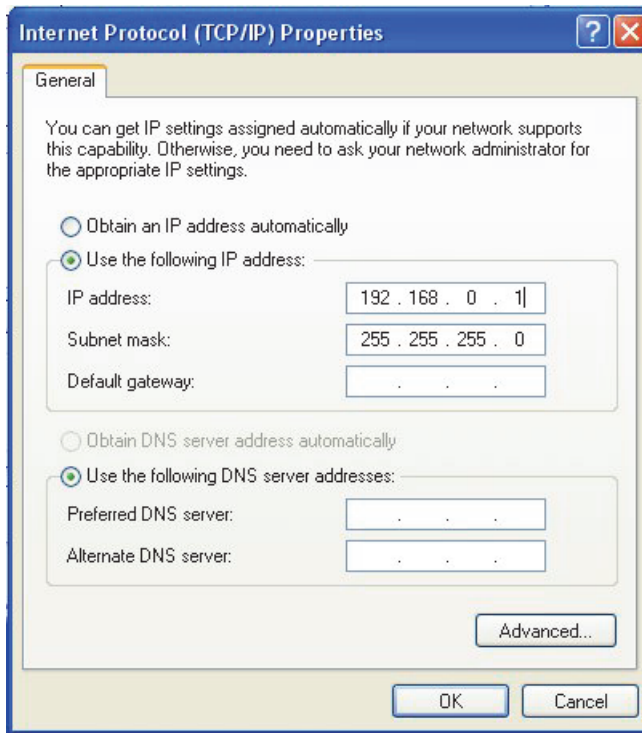 Internet Protocol (TCP/IP) Properties
General
You can get IP settings assigned automatically if your network supports
this capability. Otherwise, you need to ask your network administrator for
the appropriate IP settings.
Obtain an IP address automatically
Use the following IP address:
IP address: 192 . 168 . 0 . 1
Subnet mask: 255 . 255 . 255 . 0
Default gateway: . . .
Obtain DNS server address automatically
Use the following DNS server addresses:
Preferred DNS server: . . .
Alternate DNS server: . . .
Advanced...
OK Cancel